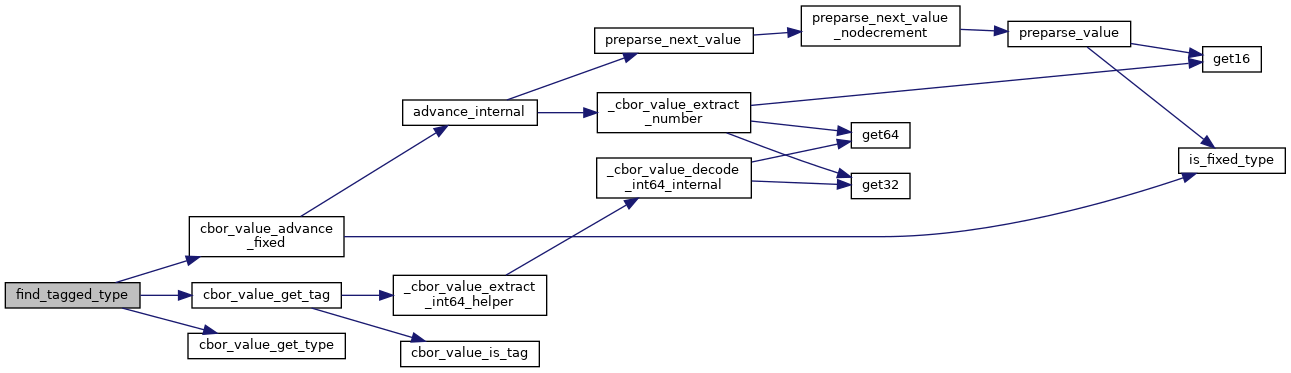 find_tagged_type
cbor_value_advance
_fixed
cbor_value_get_tag
cbor_value_get_type
advance_internal
_cbor_value_extract
_int64_helper
cbor_value_is_tag
preparse_next_value
_cbor_value_extract
_number
_cbor_value_decode
_int64_internal
preparse_next_value
_nodecrement
get64
get32
preparse_value
get16
is_fixed_type